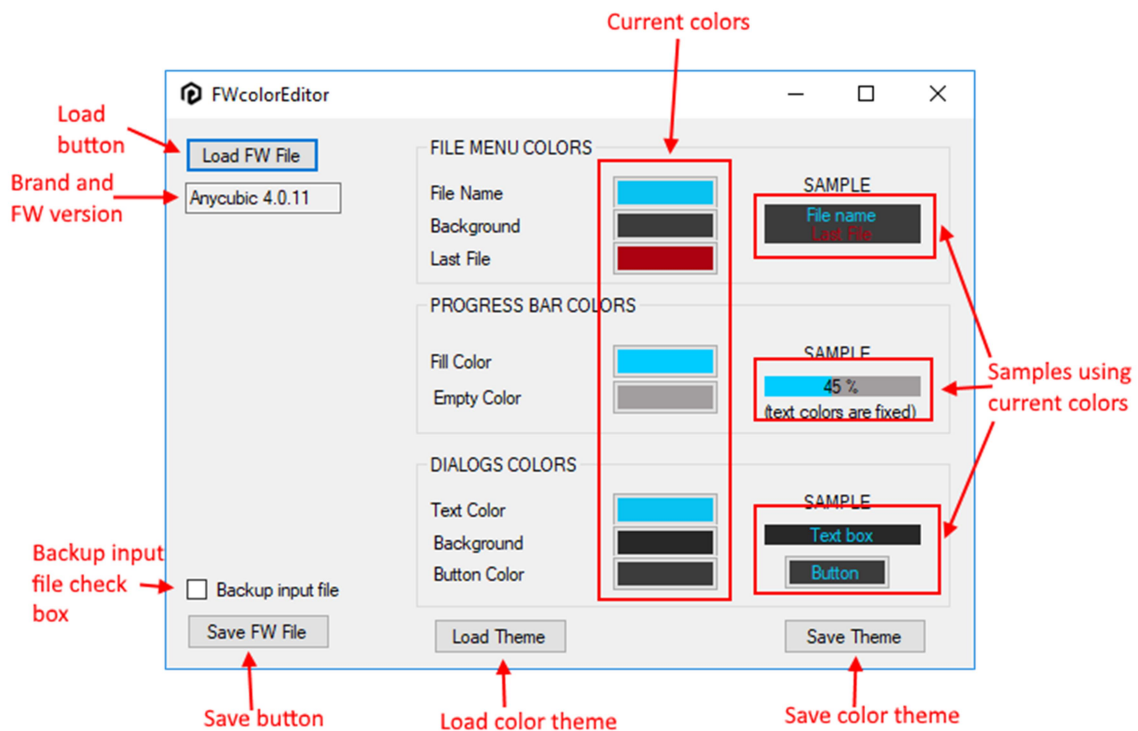 Current colors
FWcolorEditor
Load
button
Load FW File
Brand and
FW version
Anycubic 4.0.11
FILE MENU COLORS
File Name
Background
Last File
SAMPLE
File name
Last File
PROGRESS BAR COLORS
Fill Color
Empty Color
SAMPLE
45 %
(text colors are fixed)
Samples using
current colors
DIALOGS COLORS
Text Color
Background
Button Color
SAMPLE
Text box
Button
Backup input
file check
box
Backup input file
Save FW File
Load Theme
Save Theme
Save button
Load color theme
Save color theme